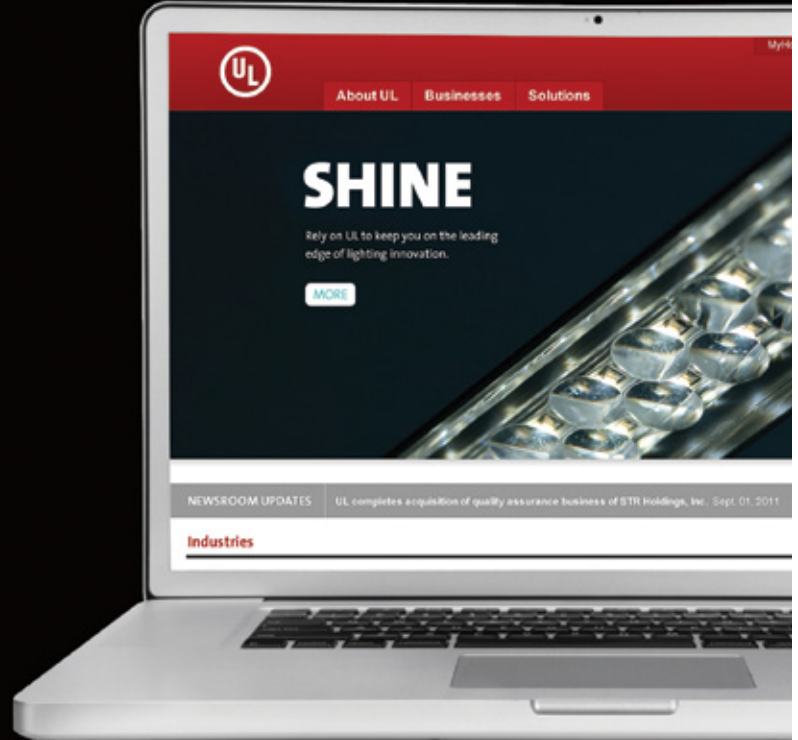 UL
About UL Businesses Solutions
SHINE
Rely on UL to keep you on the leading
edge of lighting innovation.
MORE
NEWSROOM UPDATES UL completes acquisition of quality assurance business of STR Holdings, Inc. Sept. 01, 2011
Industries